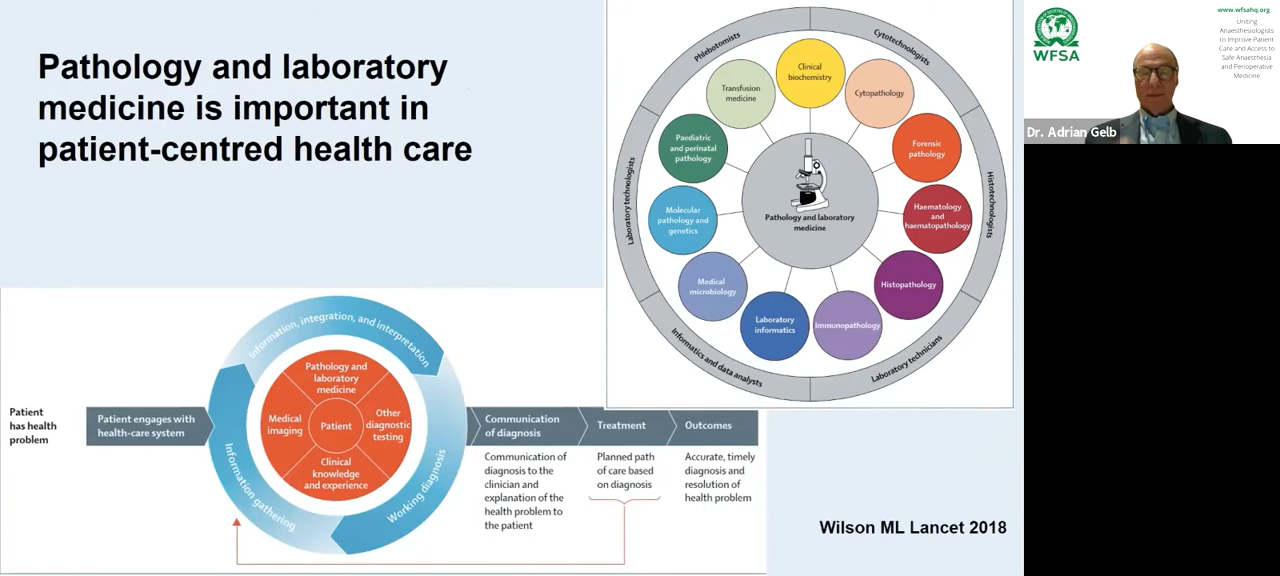 Pathology and laboratory
medicine is important in
patient-centred health care
Phlebotomists
Cytotechnologists
Histotechnologists
Laboratory technicians
Informatics and data analysts
Laboratory technologists
Clinical
biochemistry
Cytopathology
Forensic
pathology
Haematology
and
haematopathology
Histopathology
Immunopathology
Laboratory
informatics
Medical
microbiology
Molecular
pathology and
genetics
Paediatric
and perinatal
pathology
Transfusion
medicine
Pathology and laboratory
medicine
Patient
has health
problem
Patient engages with
health-care system
Information, integration, and interpretation
Working diagnosis
Information gathering
Pathology and
laboratory
medicine
Medical
imaging
Patient
Other
diagnostic
testing
Clinical
knowledge
and experience
Communication
of diagnosis
Treatment
Outcomes
Communication of
diagnosis to the
clinician and
explanation of the
health problem to
the patient
Planned path
of care based
on diagnosis
Accurate, timely
diagnosis and
resolution of
health problem
Wilson ML Lancet 2018
WFSA
www.wfsahq.org
Uniting
Anaesthesiologists
to Improve Patient
Care and Access to
Safe Anaesthesia
and Perioperative
Medicine
Dr. Adrian Gelb